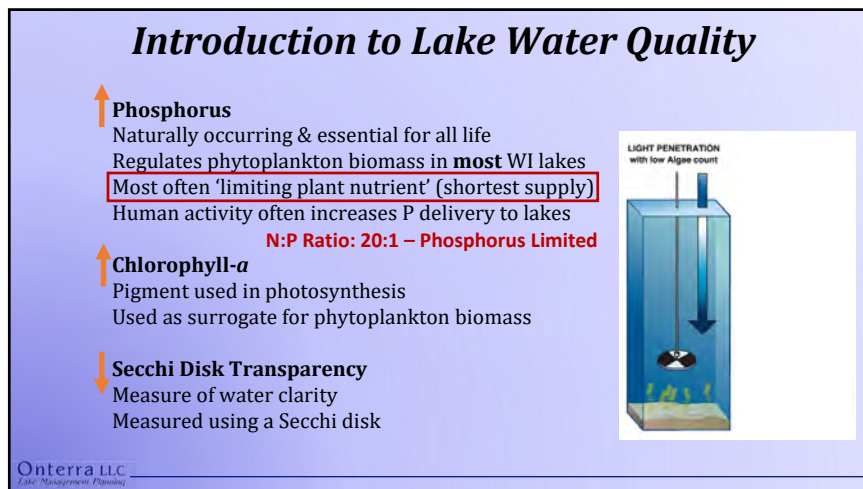 Introduction to Lake Water Quality
Phosphorus
Naturally occurring & essential for all life
Regulates phytoplankton biomass in most WI lakes
Most often ‘limiting plant nutrient’ (shortest supply)
Human activity often increases P delivery to lakes
N:P Ratio: 20:1 – Phosphorus Limited
Chlorophyll-a
Pigment used in photosynthesis
Used as surrogate for phytoplankton biomass
Secchi Disk Transparency
Measure of water clarity
Measured using a Secchi disk
LIGHT PENETRATION
with low Algae count
Onterra LLC
Lake Management Planning